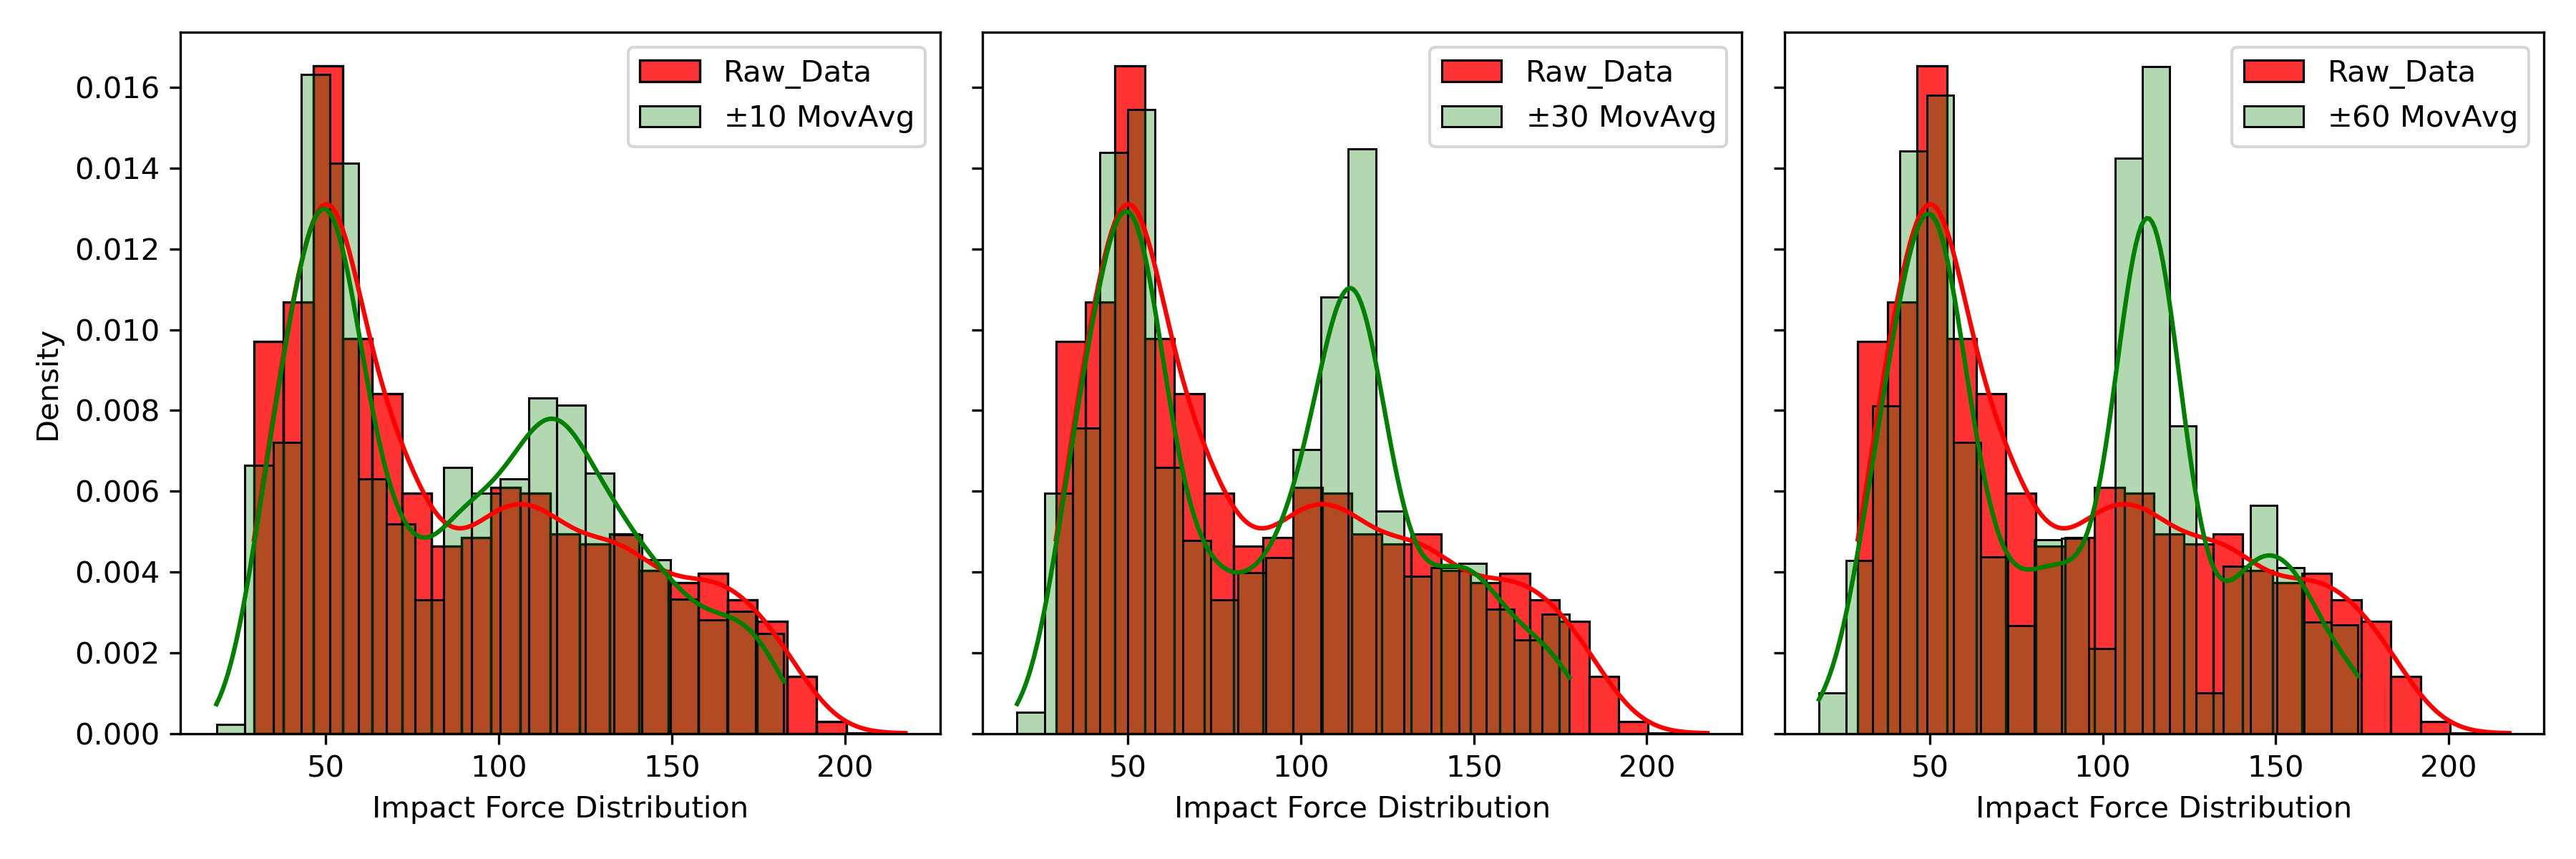 Density
0.016
0.014
0.012
0.010
0.008
0.006
0.004
0.002
0.000
Raw_Data
±10 MovAvg
50 100 150 200
Impact Force Distribution
Raw_Data
±30 MovAvg
50 100 150 200
Impact Force Distribution
Raw_Data
±60 MovAvg
50 100 150 200
Impact Force Distribution